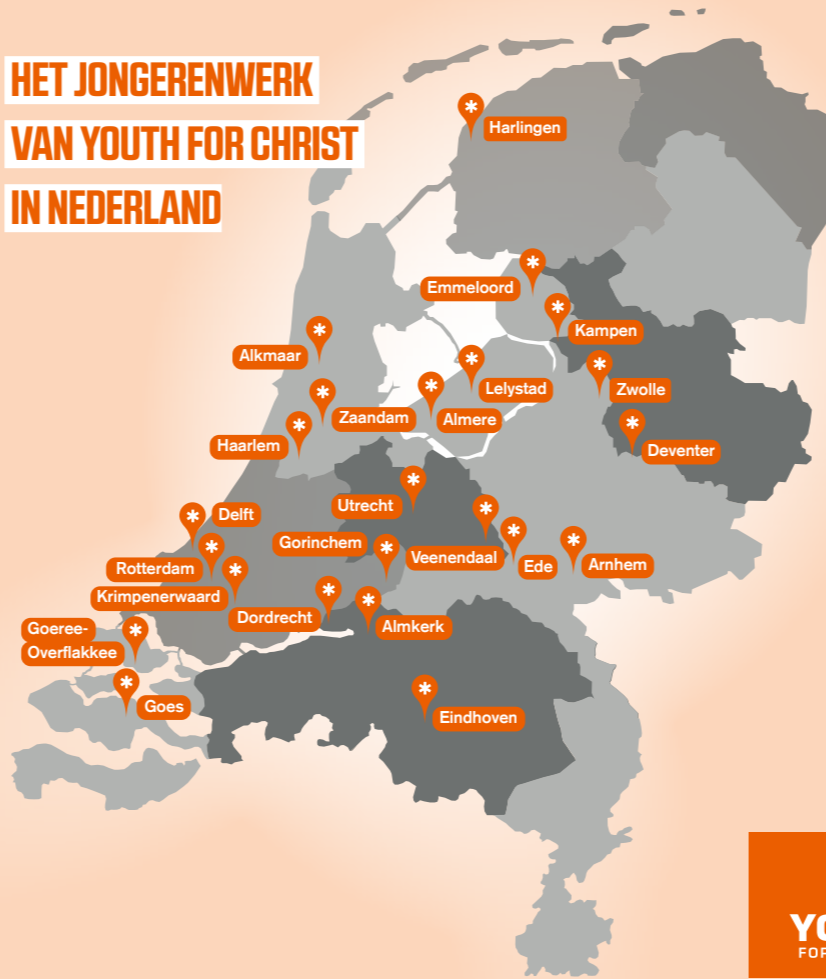 HET JONGERENWERK
VAN YOUTH FOR CHRIST
IN NEDERLAND
Harlingen
Emmeloord
Kampen
Alkmaar
Lelystad
Zwolle
Zaandam
Almere
Haarlem
Deventer
Utrecht
Delft
Gorinchem
Veenendaal
Ede
Arnhem
Rotterdam
Krimpenerwaard
Dordrecht
Almkerk
Goeree-
Overflakkee
Goes
Eindhoven